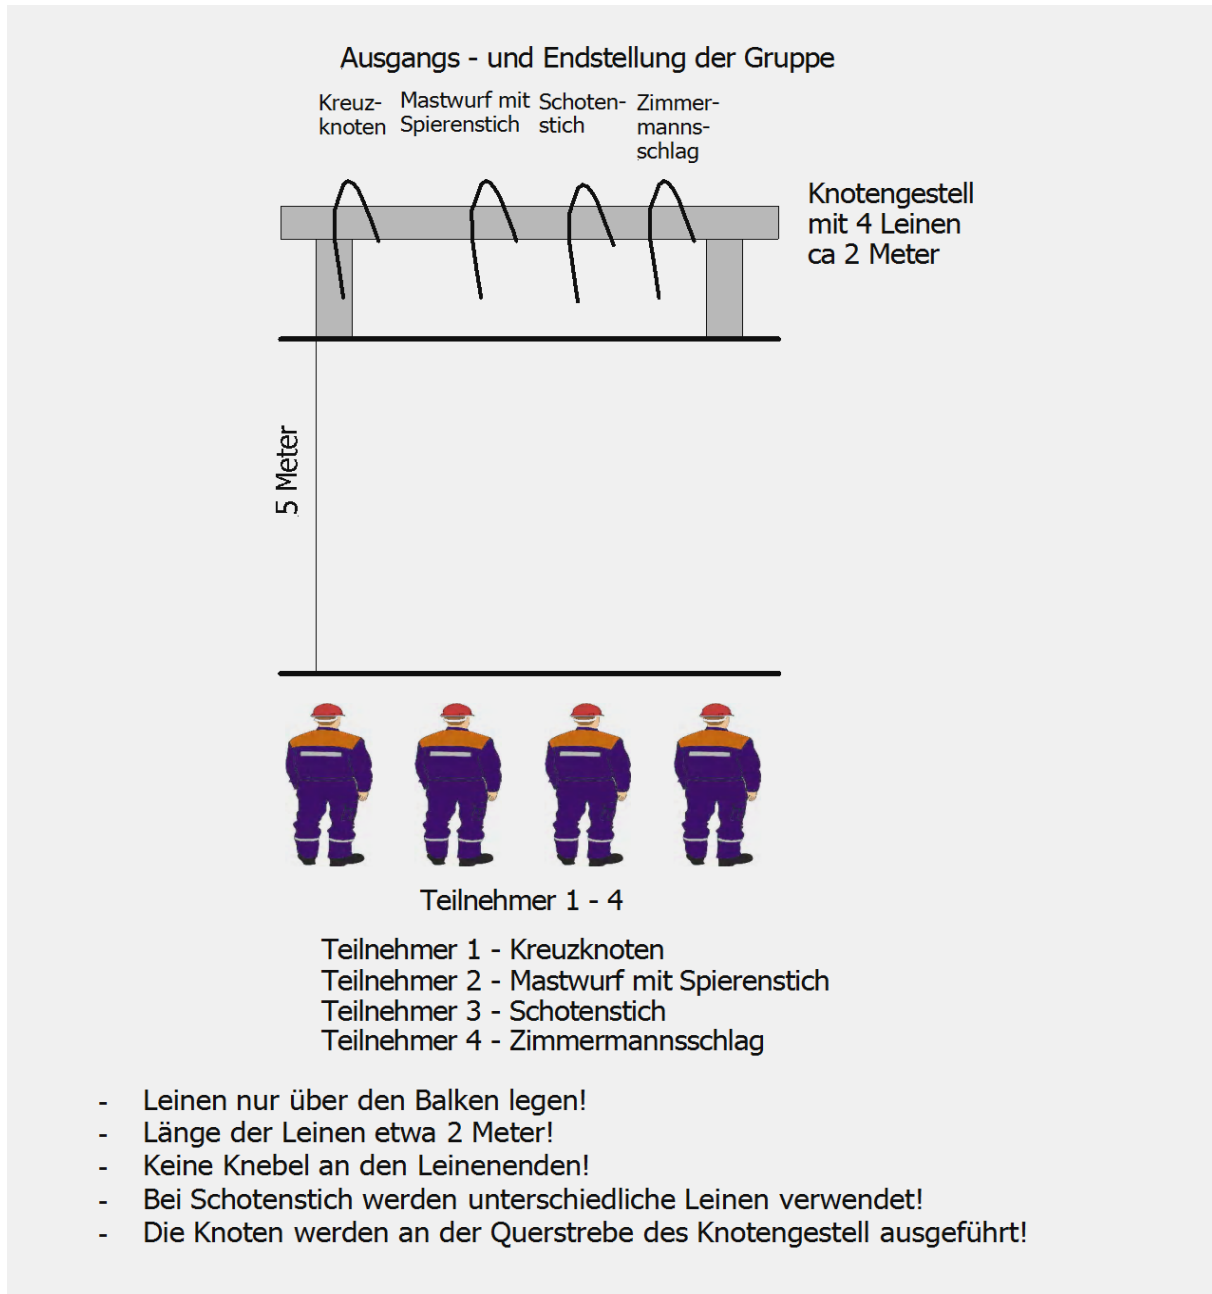 Ausgangs - und Endstellung der Gruppe
Kreuz-
knoten
Mastwurf mit
Spierenstich
Schoten-
stich
Zimmer-
manns-
schlag
Knotengestell
mit 4 Leinen
ca 2 Meter
5 Meter
Teilnehmer 1 - 4
Teilnehmer 1 - Kreuzknoten
Teilnehmer 2 - Mastwurf mit Spierenstich
Teilnehmer 3 - Schotenstich
Teilnehmer 4 - Zimmermannsschlag
- Leinen nur über den Balken legen!
- Länge der Leinen etwa 2 Meter!
- Keine Knebel an den Leinenenden!
- Bei Schotenstich werden unterschiedliche Leinen verwendet!
- Die Knoten werden an der Querstrebe des Knotengestell ausgeführt!